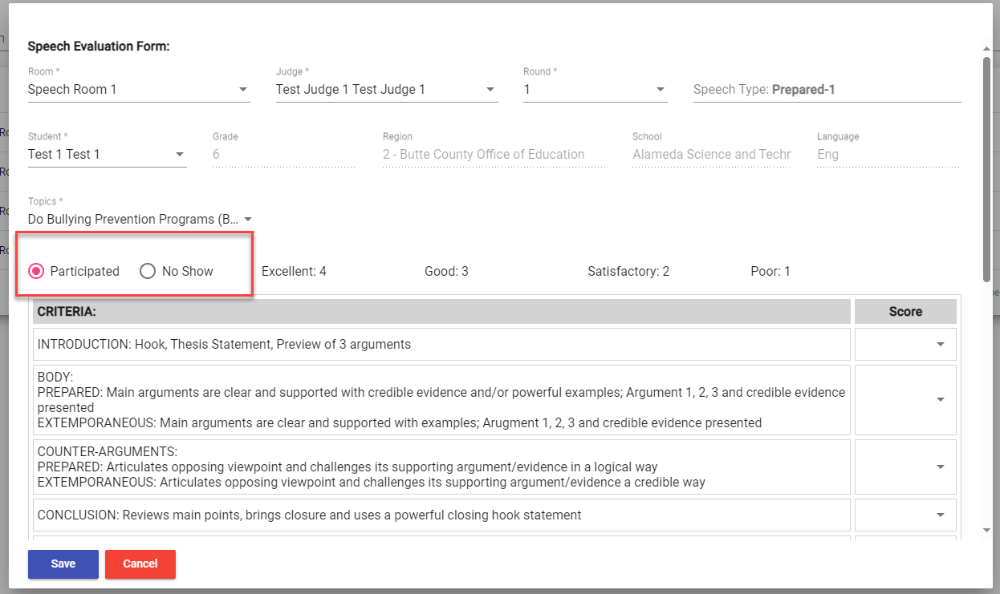 Speech Evaluation Form:
Room * Judge * Round *
Speech Room 1 Test Judge 1 Test Judge 1 1 Speech Type: Prepared-1
Student * Grade Region School Language
Test 1 Test 1 6 2 - Butte County Office of Education Alameda Science and Techr Eng
Topics *
Do Bullying Prevention Programs (B...
Participated No Show Excellent: 4 Good: 3 Satisfactory: 2 Poor: 1
CRITERIA: Score
INTRODUCTION: Hook, Thesis Statement, Preview of 3 arguments
BODY:
PREPARED: Main arguments are clear and supported with credible evidence and/or powerful examples; Argument 1, 2, 3 and credible evidence
presented
EXTEMPORANEOUS: Main arguments are clear and supported with examples; Arugment 1, 2, 3 and credible evidence presented
COUNTER-ARGUMENTS:
PREPARED: Articulates opposing viewpoint and challenges its supporting argument/evidence in a logical way
EXTEMPORANEOUS: Articulates opposing viewpoint and challenges its supporting argument/evidence a credible way
CONCLUSION: Reviews main points, brings closure and uses a powerful closing hook statement
Save Cancel